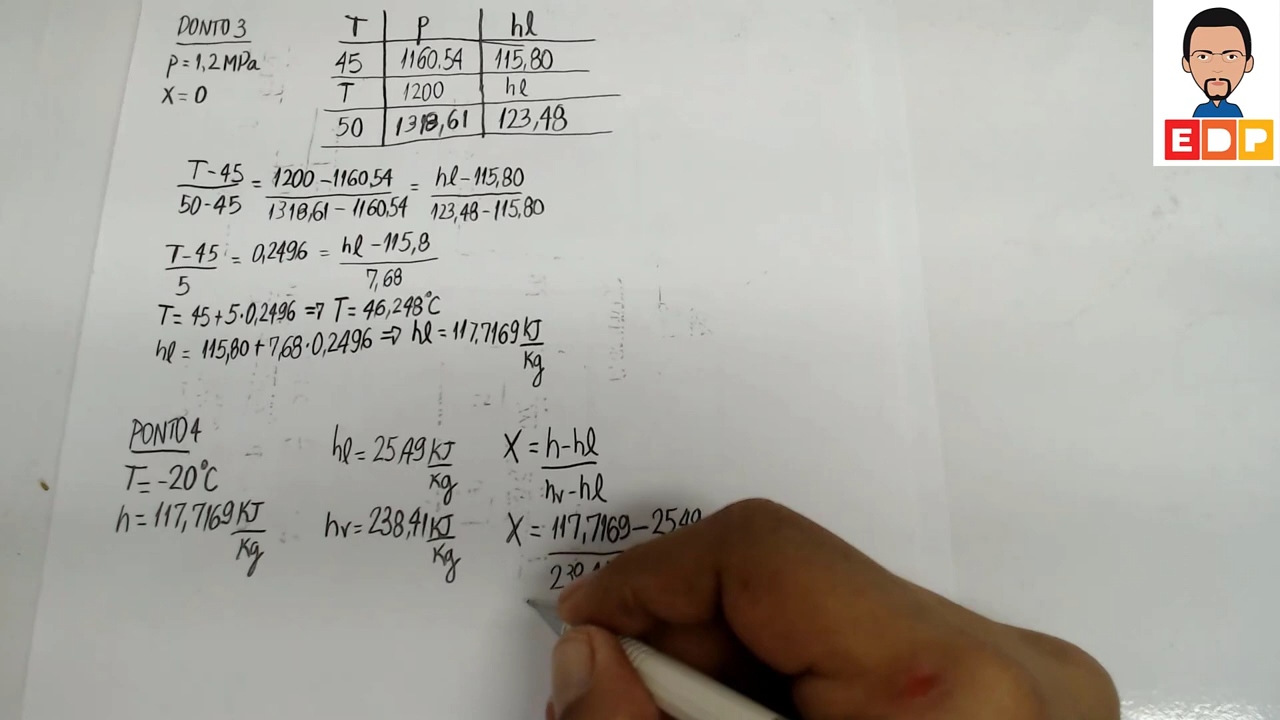 PONTO 3
P = 1,2 MPa
X = 0
T P hl
45 1160.54 115,80
T 1200 hl
50 1318,61 123,48
T-45 / 50-45 = 1200-1160,54 / 1318,61-1160,54 = hl-115,80 / 123,48-115,80
T-45 / 5 = 0,2496 = hl-115,8 / 7,68
T = 45+5·0,2496 ⇒ T = 46,248°C
hl = 115,80+7,68·0,2496 ⇒ hl = 117,7169 KJ/Kg
PONTO 4
T = -20°C
h = 117,7169 KJ/Kg
hl = 25,49 KJ/Kg
hv = 238,41 KJ/Kg
X = h-hl / hv-hl
X = 117,7169-25,49
EDP